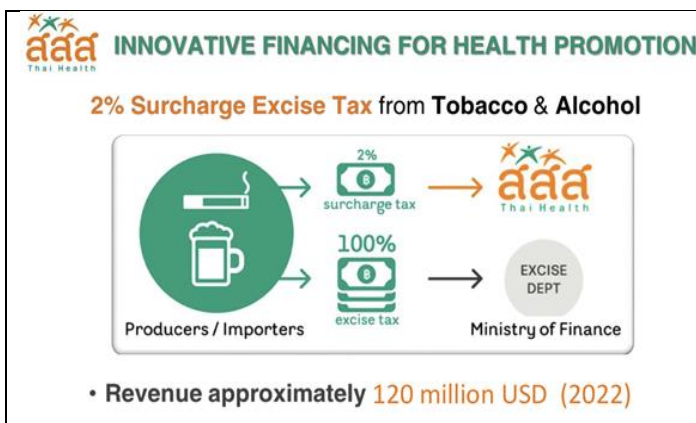 สสส
Thai Health
INNOVATIVE FINANCING FOR HEALTH PROMOTION
2% Surcharge Excise Tax from Tobacco & Alcohol
2%
฿
surcharge tax
สสส
Thai Health
100%
฿
excise tax
EXCISE
DEPT
Producers / Importers
Ministry of Finance
• Revenue approximately 120 million USD (2022)